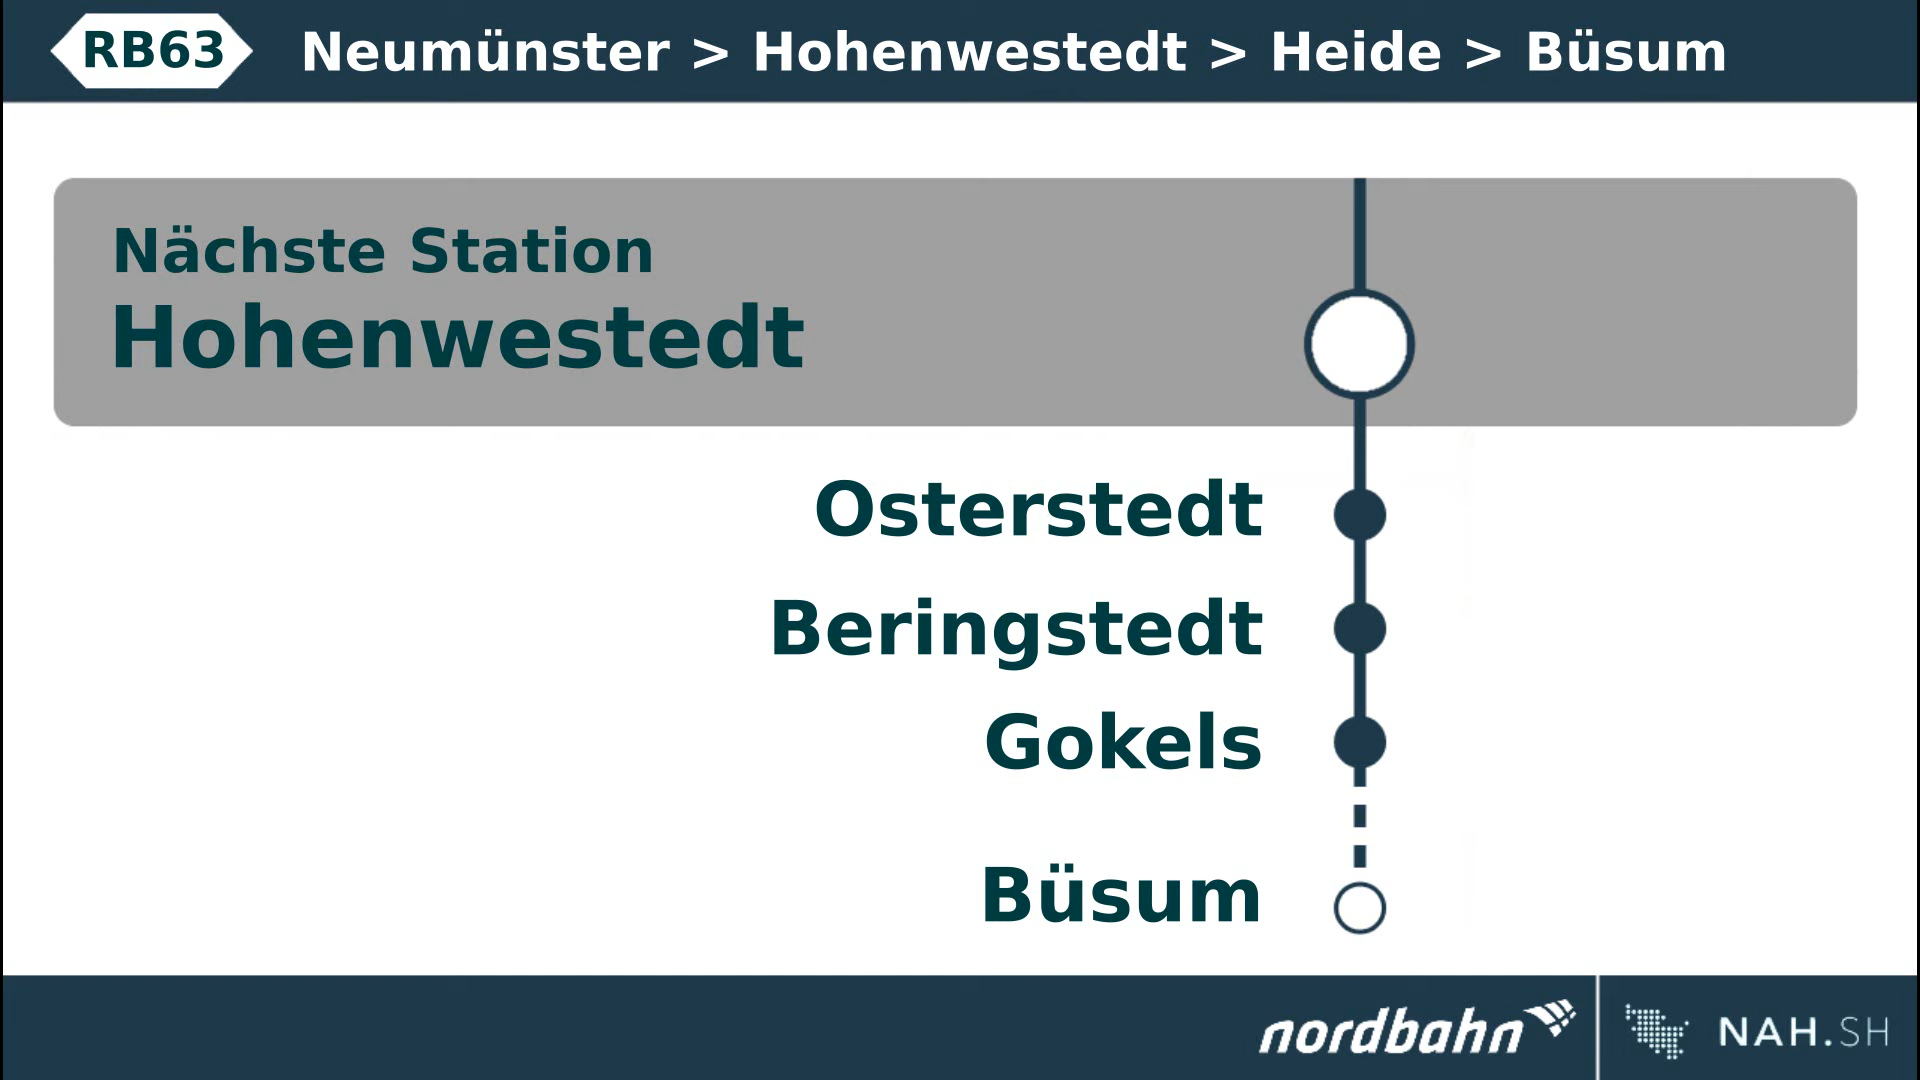 RB63 Neumünster > Hohenwestedt > Heide > Büsum
Nächste Station
Hohenwestedt
Osterstedt
Beringstedt
Gokels
Büsum
nordbahn NAH.SH